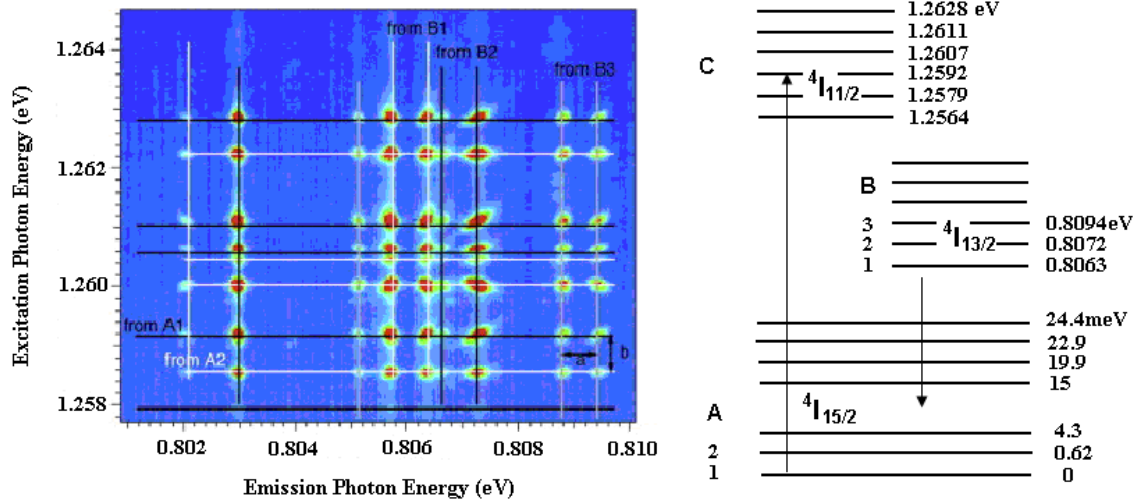 Excitation Photon Energy (eV)
1.264
1.262
1.260
1.258
from B1
from B2
from B3
from A1
from A2
a
b
0.802 0.804 0.806 0.808 0.810
Emission Photon Energy (eV)
C
1.2628 eV
1.2611
1.2607
1.2592
⁴I₁₁/₂
1.2579
1.2564
B
3
0.8094eV
⁴I₁₃/₂
2
0.8072
1
0.8063
24.4meV
22.9
19.9
15
A
⁴I₁₅/₂
4.3
2
0.62
1
0